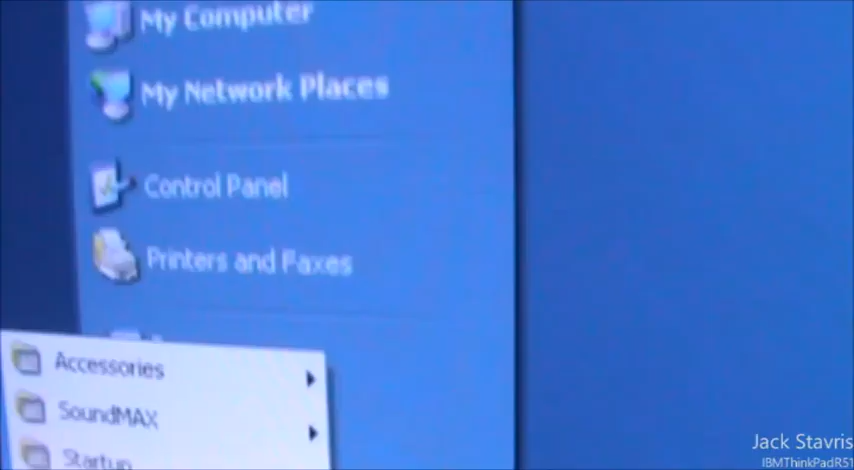 My Computer
My Network Places
Control Panel
Printers and Faxes
Accessories
SoundMAX
Startup
Jack Stavris
IBMThinkPadR51